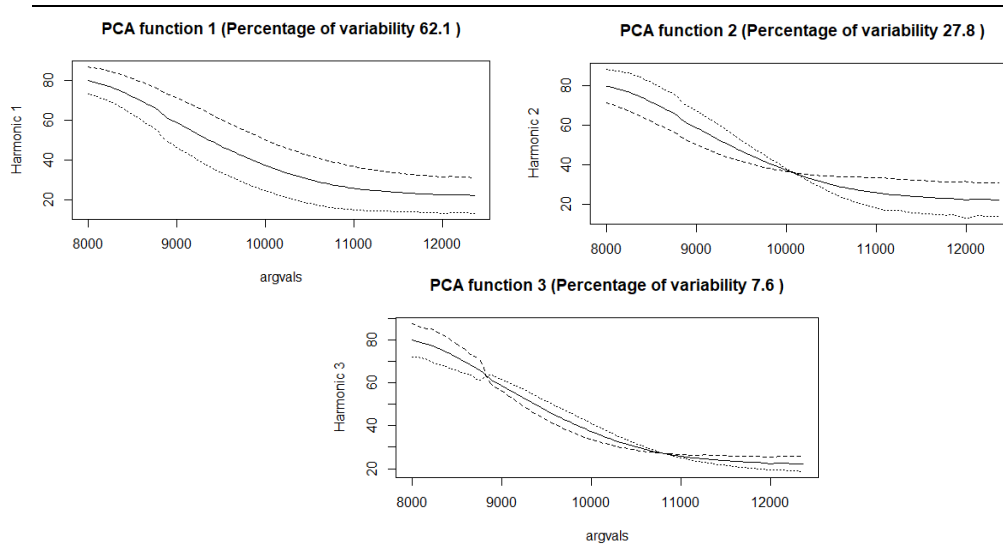 PCA function 1 (Percentage of variability 62.1 )
Harmonic 1
80
60
40
20
8000 9000 10000 11000 12000
argvals
PCA function 2 (Percentage of variability 27.8 )
Harmonic 2
80
60
40
20
8000 9000 10000 11000 12000
PCA function 3 (Percentage of variability 7.6 )
Harmonic 3
80
60
40
20
8000 9000 10000 11000 12000
argvals